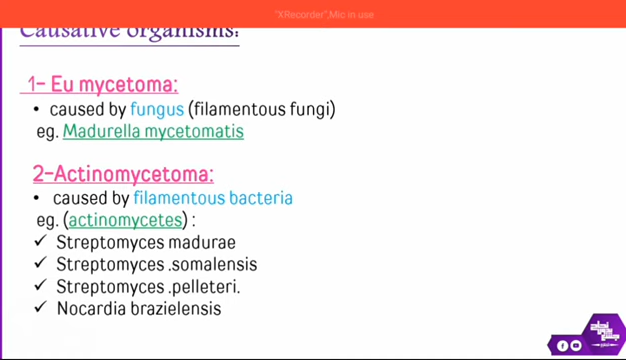 "XRecorder",Mic in use
Causative organisms:
1- Eu mycetoma:
• caused by fungus (filamentous fungi)
eg. Madurella mycetomatis
2-Actinomycetoma:
• caused by filamentous bacteria
eg. (actinomycetes) :
✓ Streptomyces madurae
✓ Streptomyces .somalensis
✓ Streptomyces .pelleteri.
✓ Nocardia brazielensis